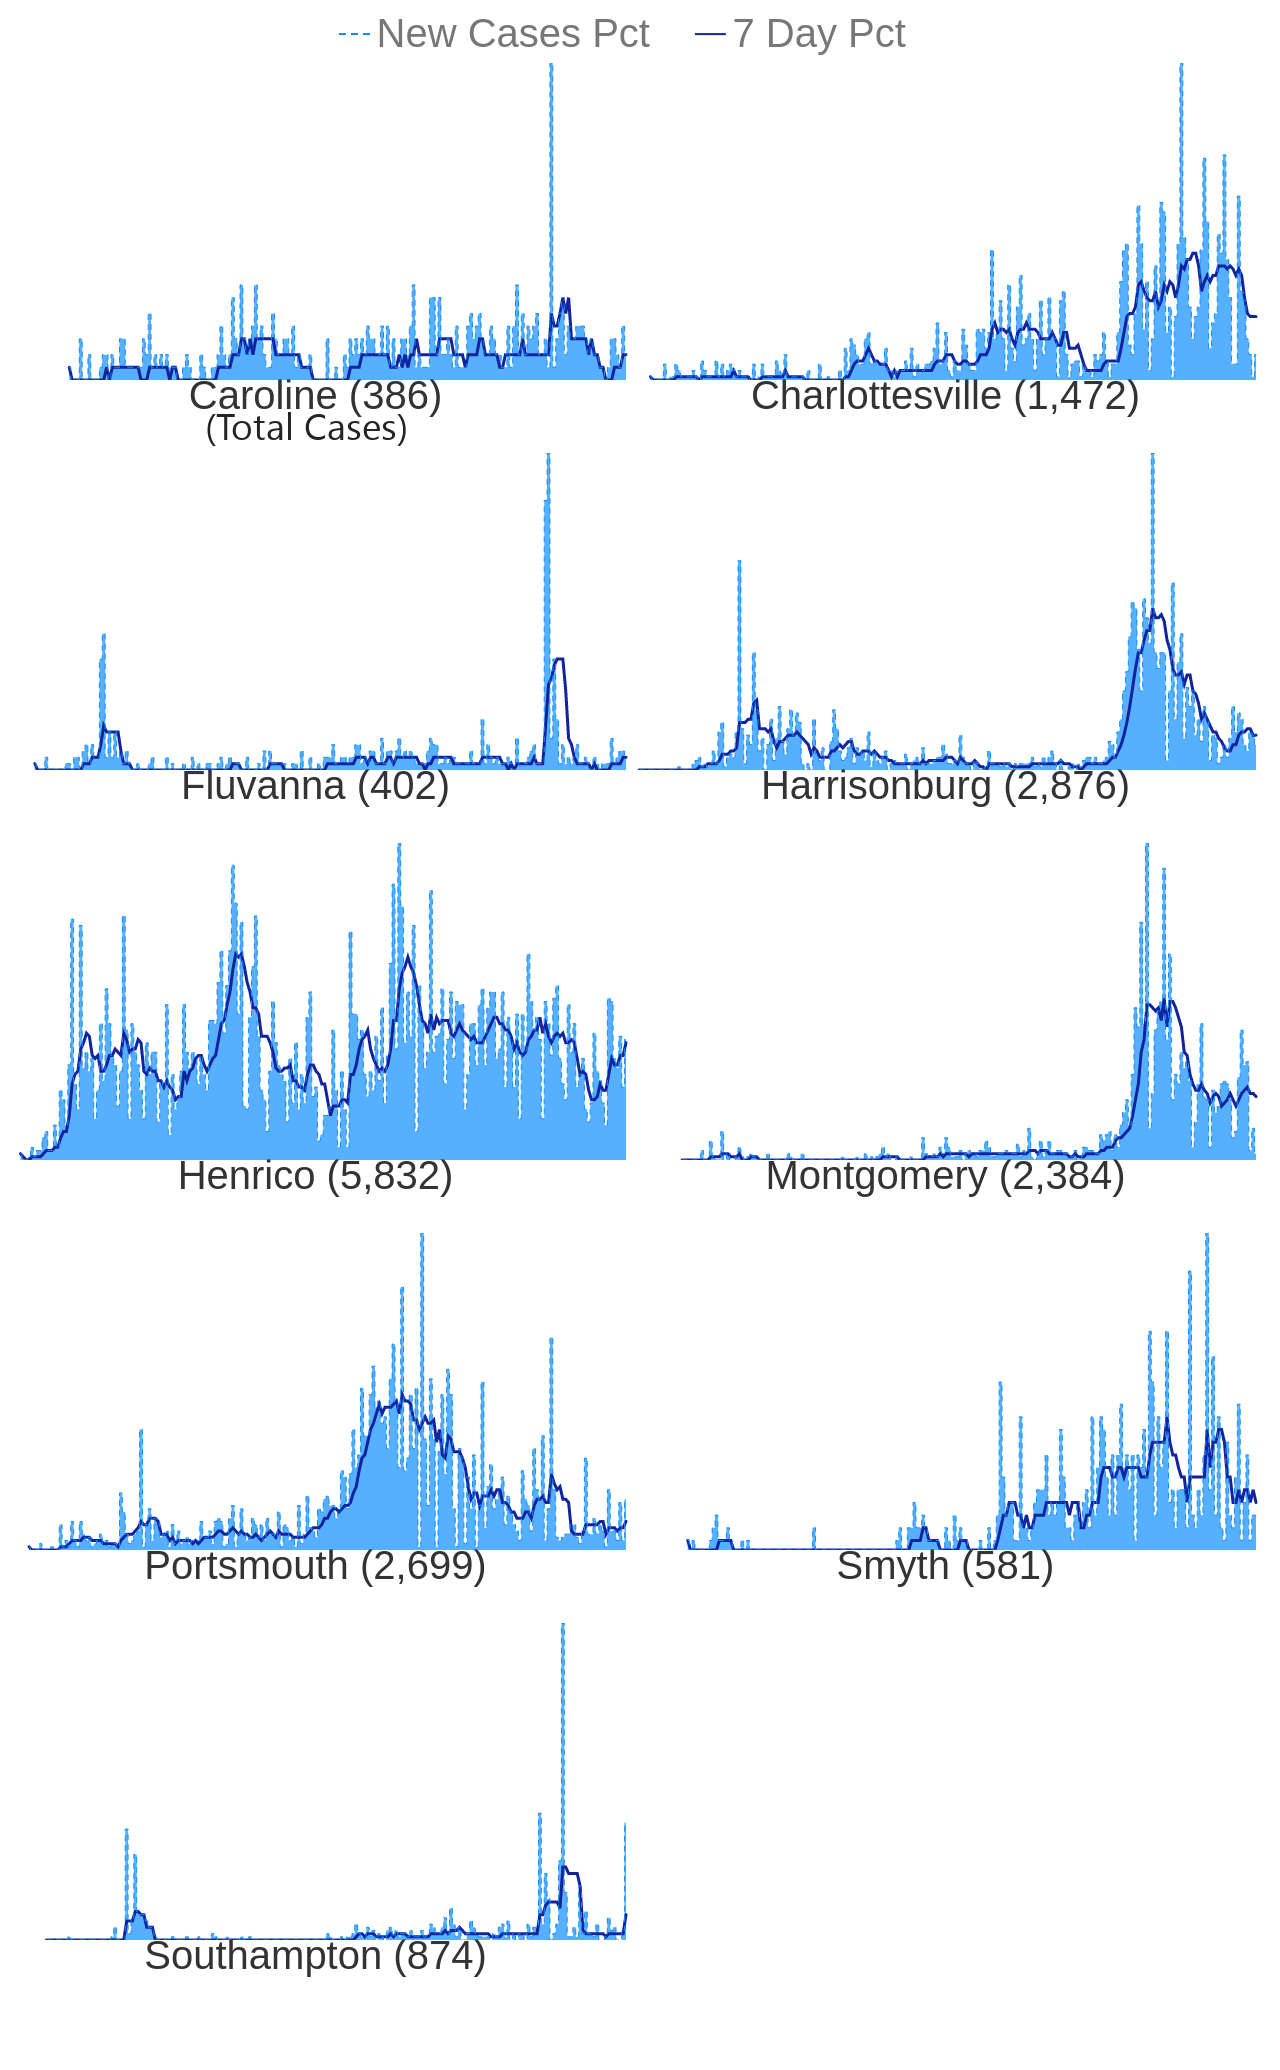 New Cases Pct 7 Day Pct
Caroline (386) Charlottesville (1,472)
(Total Cases)
Fluvanna (402) Harrisonburg (2,876)
Henrico (5,832) Montgomery (2,384)
Portsmouth (2,699) Smyth (581)
Southampton (874)